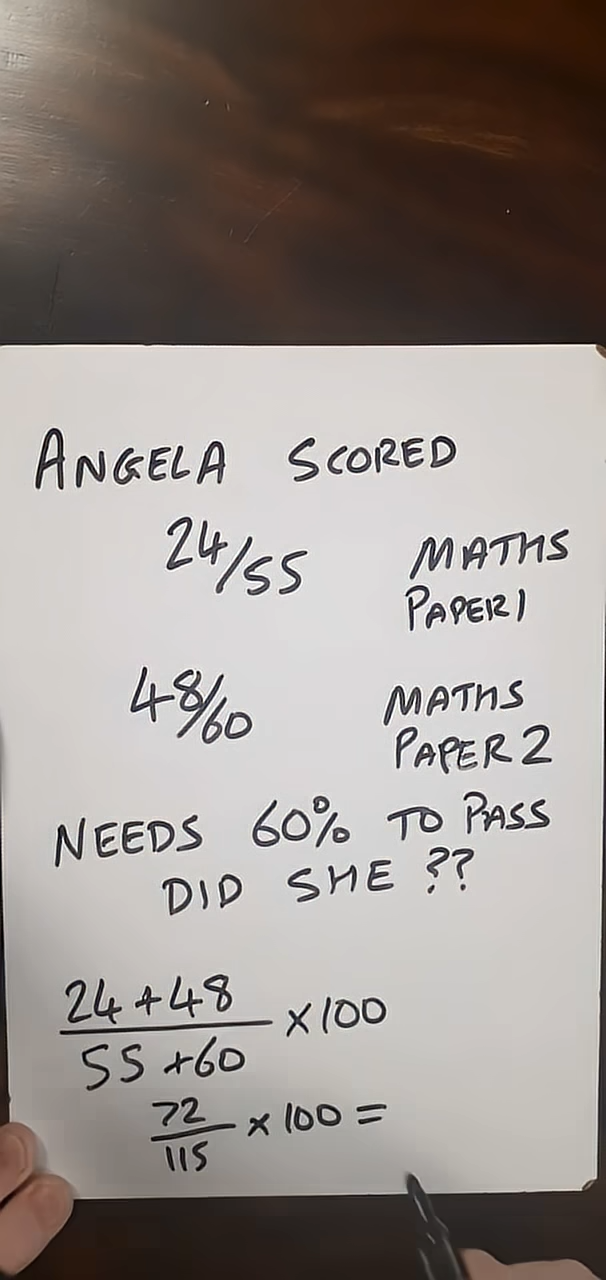 ANGELA SCORED
24/55 MATHS
PAPER 1
48/60 MATHS
PAPER 2
NEEDS 60% TO PASS
DID SHE ??
24 + 48
55 + 60
× 100
72
115
× 100 =